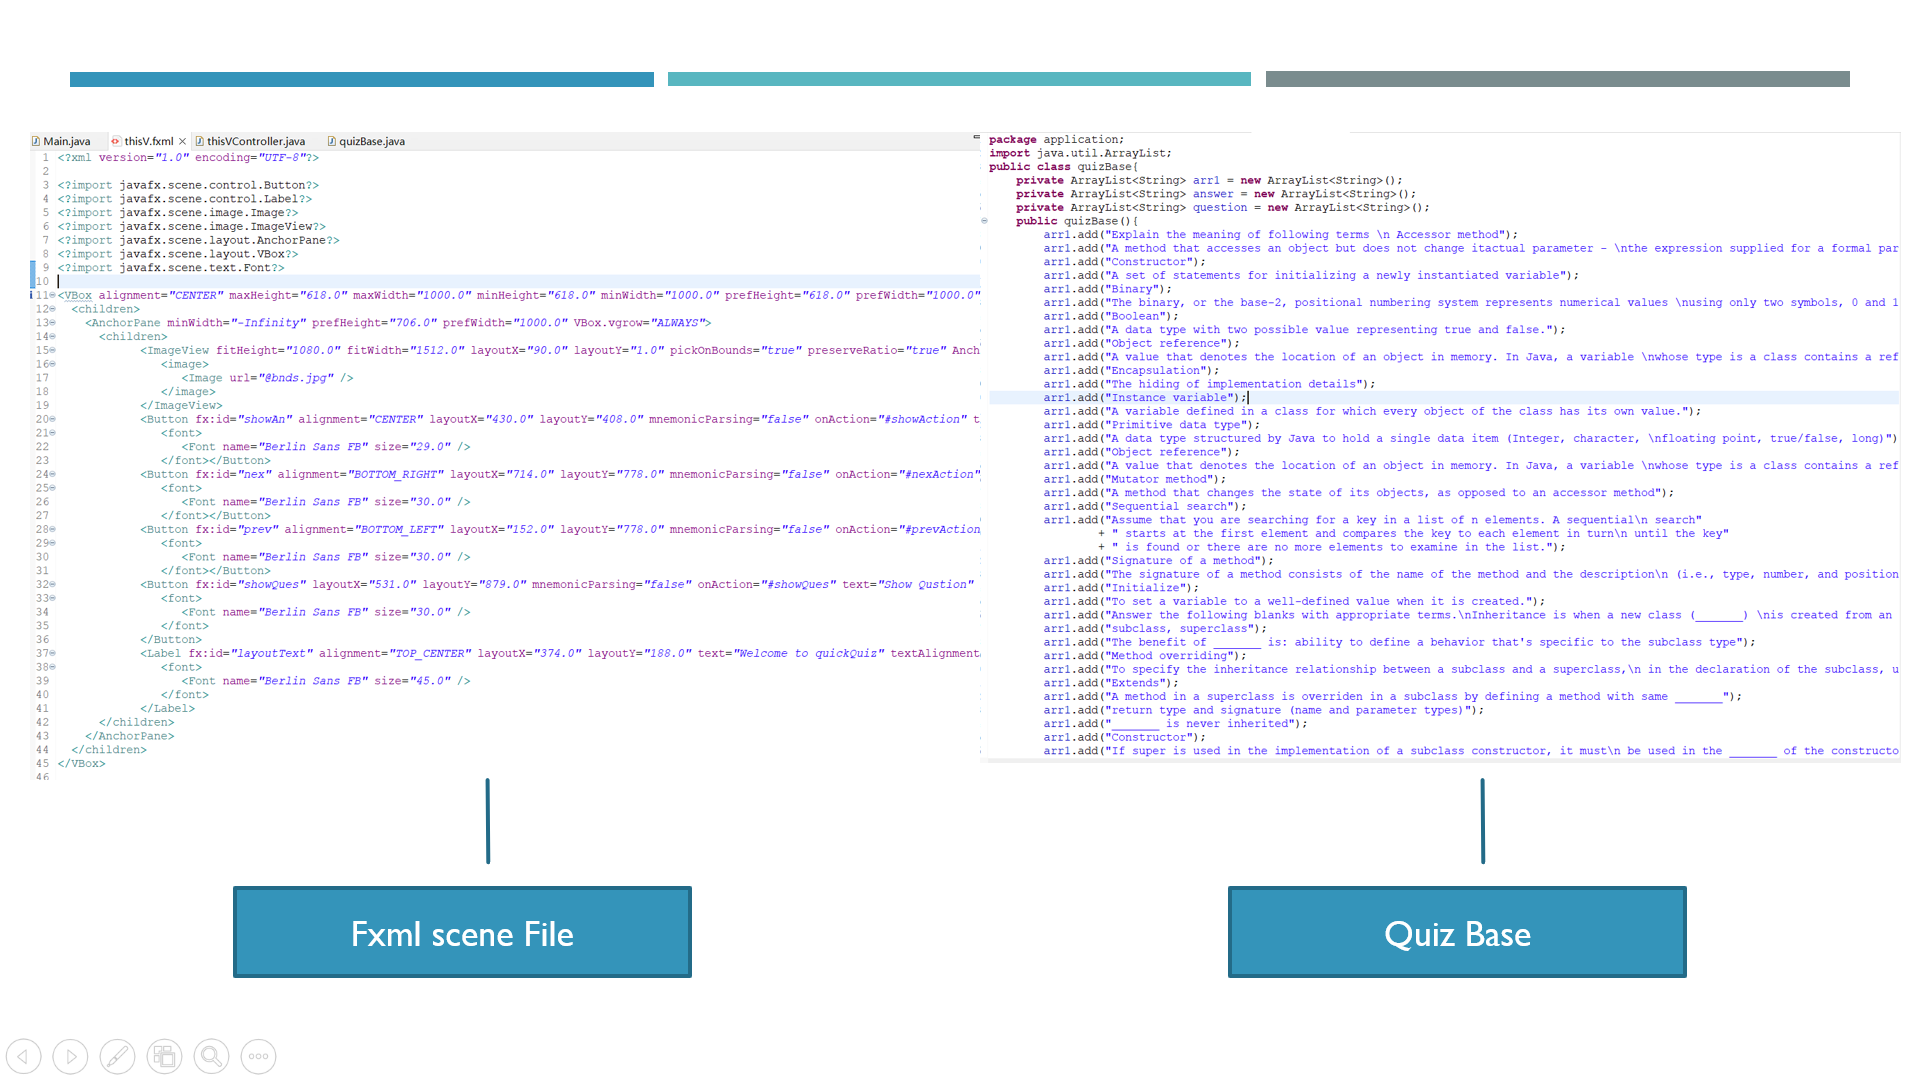 Main.java thisV.fxml thisVController.java quizBase.java
1 <?xml version="1.0" encoding="UTF-8"?>
2
3 <?import javafx.scene.control.Button?>
4 <?import javafx.scene.control.Label?>
5 <?import javafx.scene.image.Image?>
6 <?import javafx.scene.image.ImageView?>
7 <?import javafx.scene.layout.AnchorPane?>
8 <?import javafx.scene.layout.VBox?>
9 <?import javafx.scene.text.Font?>
10
11 <VBox alignment="CENTER" maxHeight="618.0" maxWidth="1000.0" minHeight="618.0" minWidth="1000.0" prefHeight="618.0" prefWidth="1000.0"
12 <children>
13 <AnchorPane minWidth="-Infinity" prefHeight="706.0" prefWidth="1000.0" VBox.vgrow="ALWAYS">
14 <children>
15 <ImageView fitHeight="1080.0" fitWidth="1512.0" layoutX="90.0" layoutY="1.0" pickOnBounds="true" preserveRatio="true" Anch
16 <image>
17 <Image url="@bnds.jpg" />
18 </image>
19 </ImageView>
20 <Button fx:id="showAn" alignment="CENTER" layoutX="430.0" layoutY="408.0" mnemonicParsing="false" onAction="#showAction" t
21 <font>
22 <Font name="Berlin Sans FB" size="29.0" />
23 </font></Button>
24 <Button fx:id="nex" alignment="BOTTOM_RIGHT" layoutX="714.0" layoutY="778.0" mnemonicParsing="false" onAction="#nexAction"
25 <font>
26 <Font name="Berlin Sans FB" size="30.0" />
27 </font></Button>
28 <Button fx:id="prev" alignment="BOTTOM_LEFT" layoutX="152.0" layoutY="778.0" mnemonicParsing="false" onAction="#prevAction
29 <font>
30 <Font name="Berlin Sans FB" size="30.0" />
31 </font></Button>
32 <Button fx:id="showQues" layoutX="531.0" layoutY="879.0" mnemonicParsing="false" onAction="#showQues" text="Show Qustion"
33 <font>
34 <Font name="Berlin Sans FB" size="30.0" />
35 </font>
36 </Button>
37 <Label fx:id="layoutText" alignment="TOP_CENTER" layoutX="374.0" layoutY="188.0" text="Welcome to quickQuiz" textAlignment
38 <font>
39 <Font name="Berlin Sans FB" size="45.0" />
40 </font>
41 </Label>
42 </children>
43 </AnchorPane>
44 </children>
45 </VBox>
46
package application;
import java.util.ArrayList;
public class quizBase{
private ArrayList<String> arr1 = new ArrayList<String>();
private ArrayList<String> answer = new ArrayList<String>();
private ArrayList<String> question = new ArrayList<String>();
public quizBase(){
arr1.add("Explain the meaning of following terms \n Accessor method");
arr1.add("A method that accesses an object but does not change itactual parameter - \nthe expression supplied for a formal par
arr1.add("Constructor");
arr1.add("A set of statements for initializing a newly instantiated variable");
arr1.add("Binary");
arr1.add("The binary, or the base-2, positional numbering system represents numerical values \nusing only two symbols, 0 and 1
arr1.add("Boolean");
arr1.add("A data type with two possible value representing true and false.");
arr1.add("Object reference");
arr1.add("A value that denotes the location of an object in memory. In Java, a variable \nwhose type is a class contains a ref
arr1.add("Encapsulation");
arr1.add("The hiding of implementation details");
arr1.add("Instance variable");
arr1.add("A variable defined in a class for which every object of the class has its own value.");
arr1.add("Primitive data type");
arr1.add("A data type structured by Java to hold a single data item (Integer, character, \nfloating point, true/false, long)")
arr1.add("Object reference");
arr1.add("A value that denotes the location of an object in memory. In Java, a variable \nwhose type is a class contains a ref
arr1.add("Mutator method");
arr1.add("A method that changes the state of its objects, as opposed to an accessor method");
arr1.add("Sequential search");
arr1.add("Assume that you are searching for a key in a list of n elements. A sequential\n search"
+ " starts at the first element and compares the key to each element in turn\n until the key"
+ " is found or there are no more elements to examine in the list.");
arr1.add("Signature of a method");
arr1.add("The signature of a method consists of the name of the method and the description\n (i.e., type, number, and position
arr1.add("Initialize");
arr1.add("To set a variable to a well-defined value when it is created.");
arr1.add("Answer the following blanks with appropriate terms.\nInheritance is when a new class (_______) \nis created from an
arr1.add("subclass, superclass");
arr1.add("The benefit of _______ is: ability to define a behavior that's specific to the subclass type");
arr1.add("Method overriding");
arr1.add("To specify the inheritance relationship between a subclass and a superclass,\n in the declaration of the subclass, u
arr1.add("Extends");
arr1.add("A method in a superclass is overriden in a subclass by defining a method with same _______");
arr1.add("return type and signature (name and parameter types)");
arr1.add("_______ is never inherited");
arr1.add("Constructor");
arr1.add("If super is used in the implementation of a subclass constructor, it must\n be used in the _______ of the constructo
Fxml scene File
Quiz Base